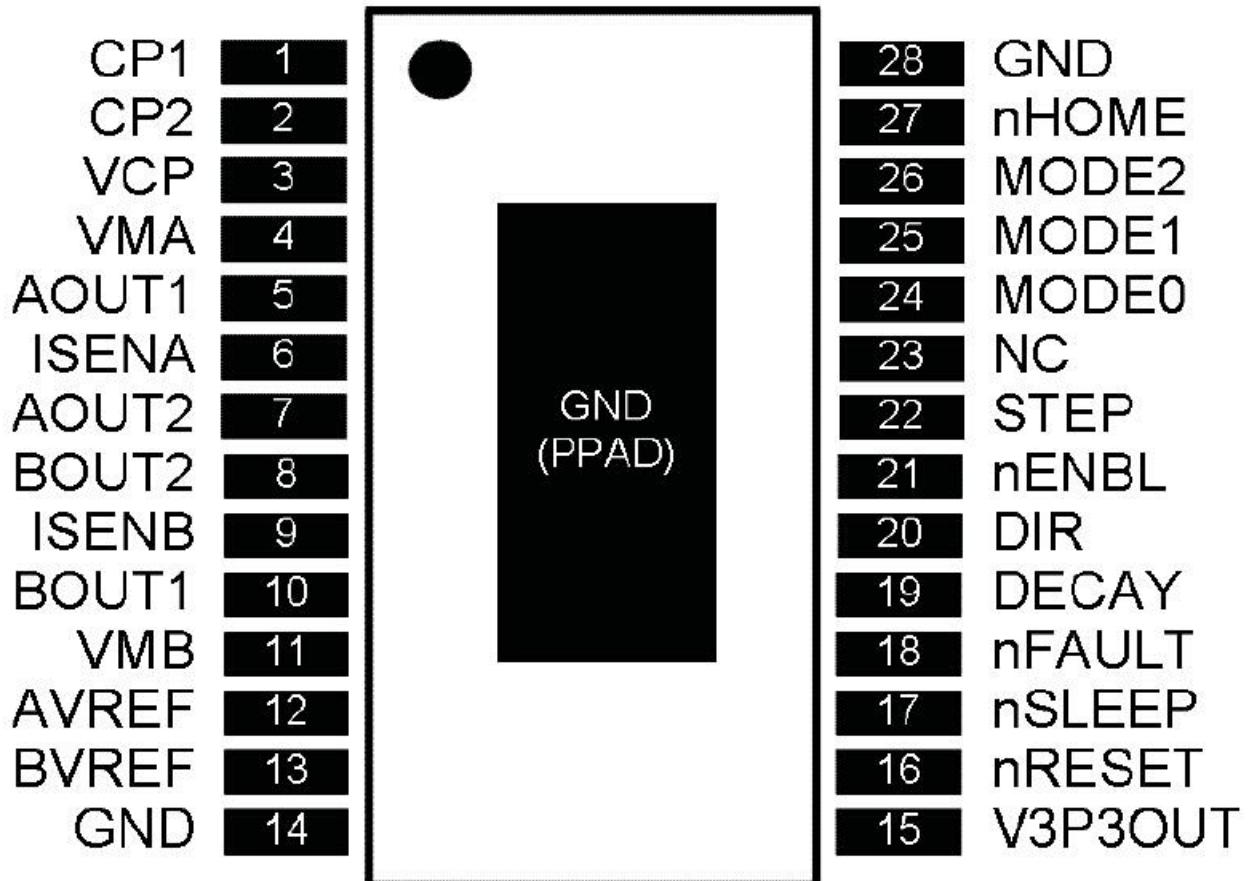 CP1 1
CP2 2
VCP 3
VMA 4
AOUT1 5
ISENA 6
AOUT2 7
BOUT2 8
ISENB 9
BOUT1 10
VMB 11
AVREF 12
BVREF 13
GND 14
GND
(PPAD)
28 GND
27 nHOME
26 MODE2
25 MODE1
24 MODE0
23 NC
22 STEP
21 nENBL
20 DIR
19 DECAY
18 nFAULT
17 nSLEEP
16 nRESET
15 V3P3OUT